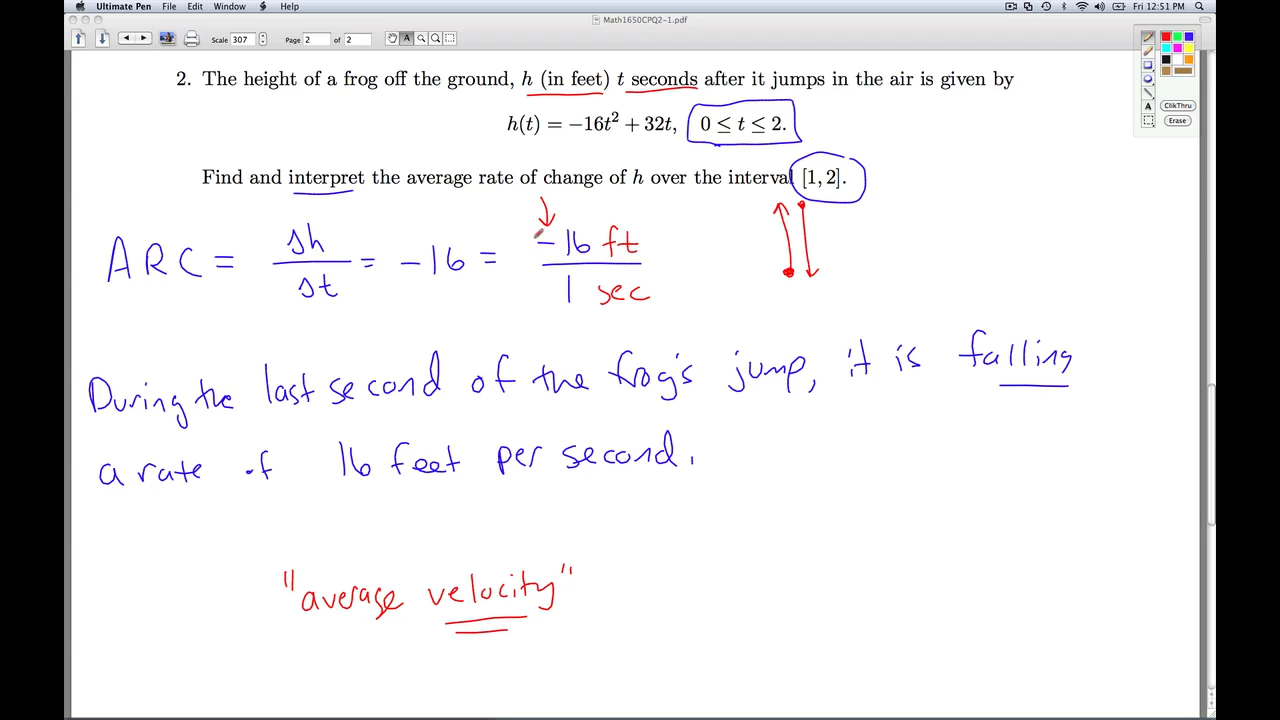 Ultimate Pen File Edit Window Help Fri 12:51 PM
Math1650CPQ2-1.pdf
Scale 307 Page 2 of 2 A
ClikThru
A
Erase
2. The height of a frog off the ground, h (in feet) t seconds after it jumps in the air is given by
h(t) = −16t² + 32t, 0 ≤ t ≤ 2.
Find and interpret the average rate of change of h over the interval [1, 2].
ARC = Δh/Δt = -16 = -16 ft/1 sec
During the last second of the frog's jump, it is falling
a rate of 16 feet per second.
"average velocity"